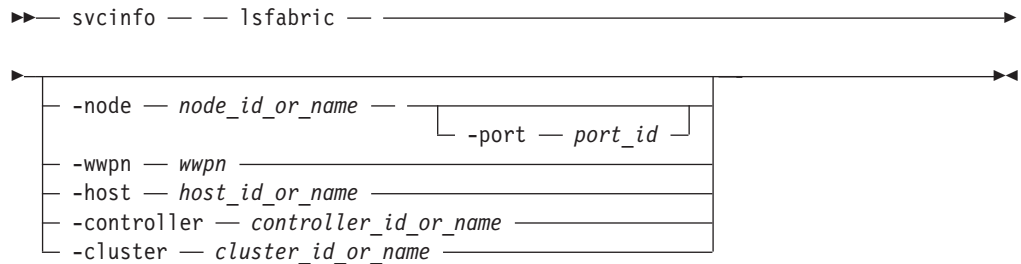 svcinfo — — lsfabric
-node — node_id_or_name
-port — port_id
-wwpn — wwpn
-host — host_id_or_name
-controller — controller_id_or_name
-cluster — cluster_id_or_name